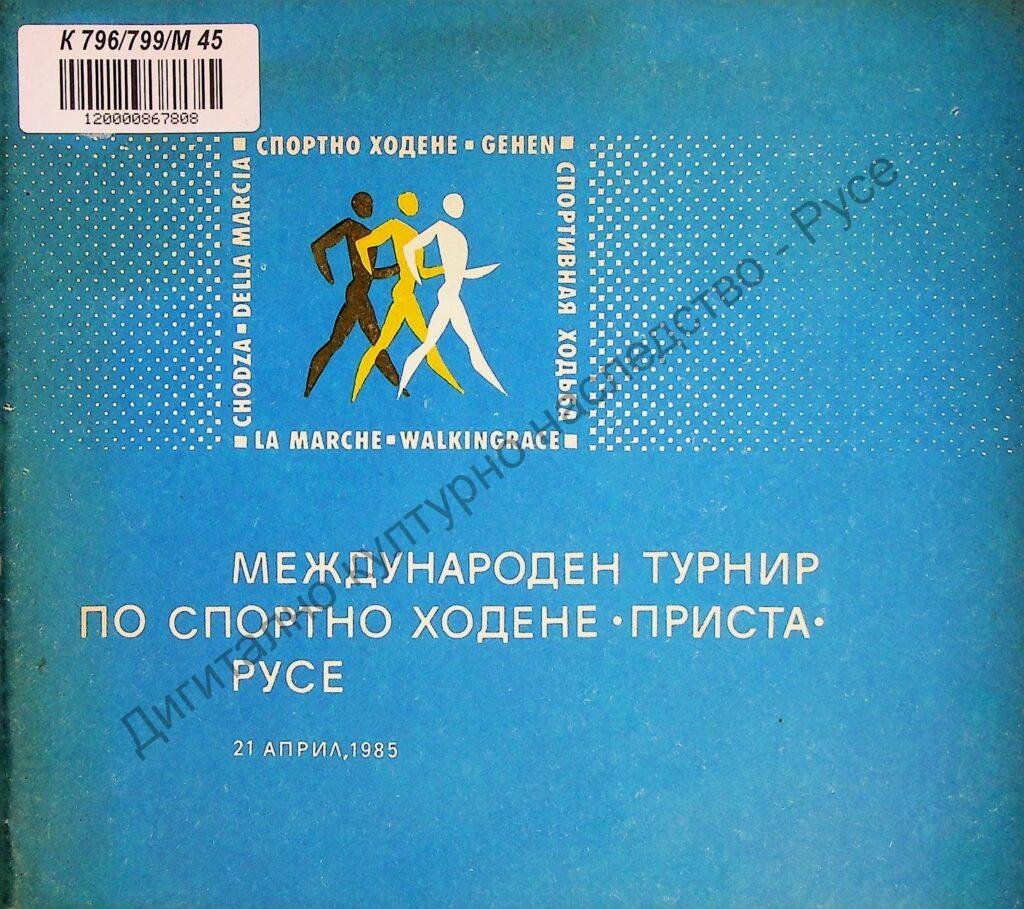 К 796/799/М 45
120000867808
СПОРТНО ХОДЕНЕ ▪ GEHEN
СПОРТИВНАЯ ХОДЬБА
CHODZA ▪ DELLA MARCIA
LA MARCHE ▪ WALKINGRACE
МЕЖДУНАРОДЕН ТУРНИР
ПО СПОРТНО ХОДЕНЕ •ПРИСТА•
РУСЕ
21 АПРИЛ,1985
Дигитално културно наследство - Русе